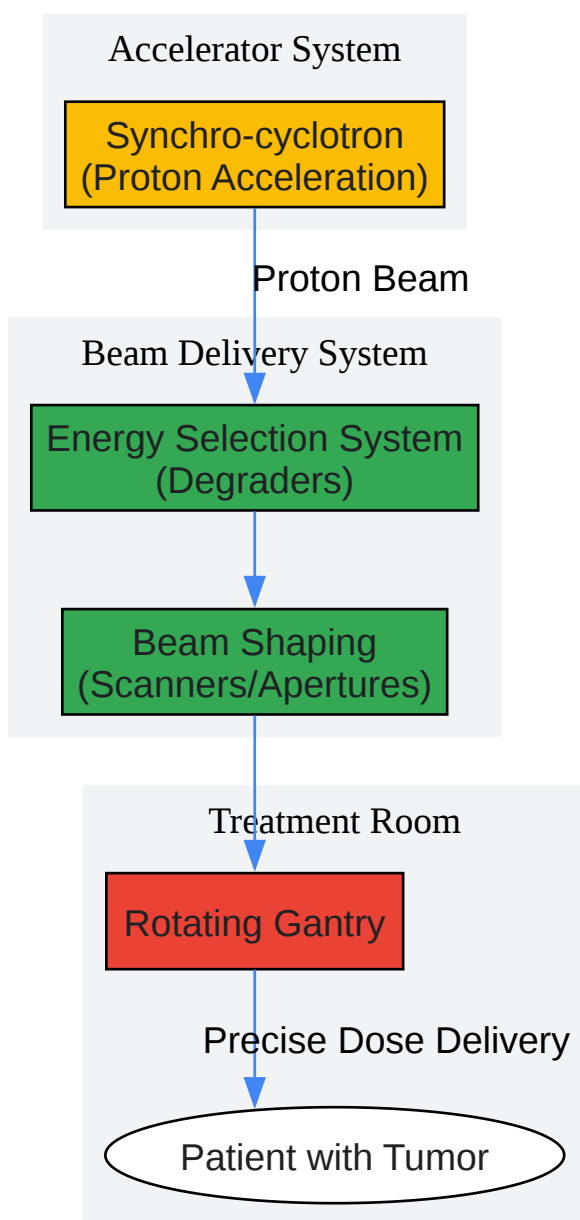 Accelerator System
Synchro-cyclotron
(Proton Acceleration)
Proton Beam
Beam Delivery System
Energy Selection System
(Degraders)
Beam Shaping
(Scanners/Apertures)
Treatment Room
Rotating Gantry
Precise Dose Delivery
Patient with Tumor